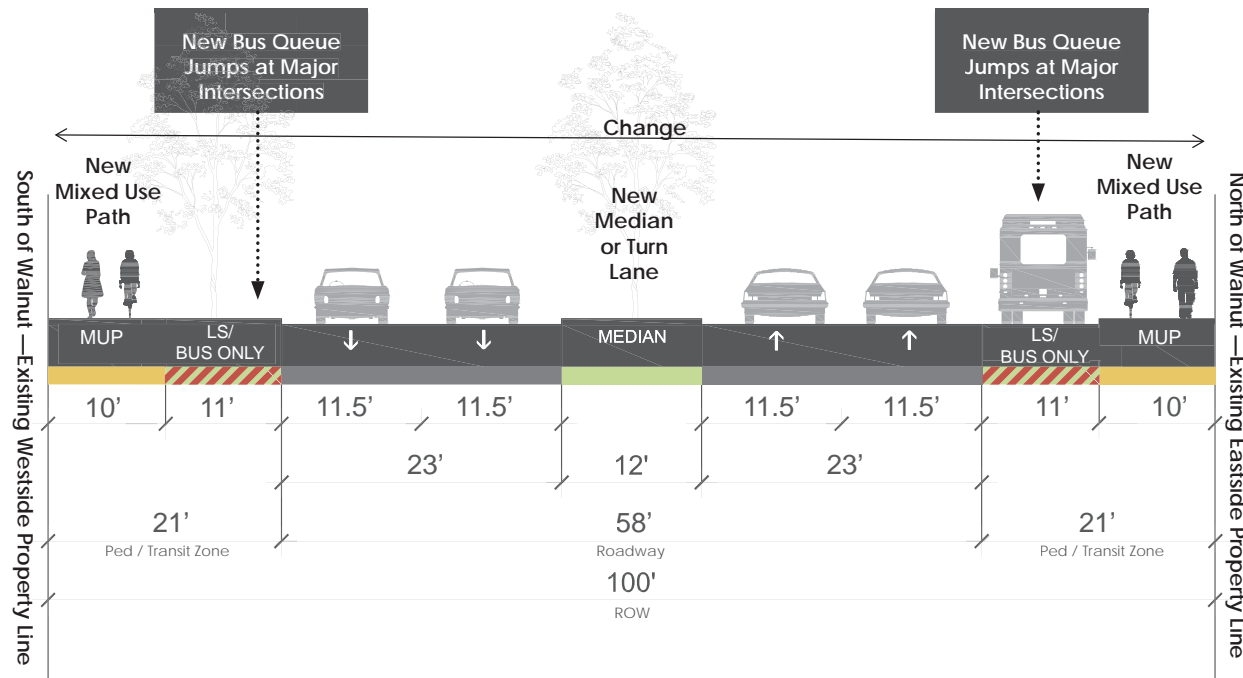 New Bus Queue
Jumps at Major
Intersections
New Bus Queue
Jumps at Major
Intersections
Change
New
Mixed Use
Path
New
Median
or Turn
Lane
New
Mixed Use
Path
South of Walnut —Existing Westside Property Line
North of Walnut —Existing Eastside Property Line
MUP
LS/
BUS ONLY
↓
↓
MEDIAN
↑
↑
LS/
BUS ONLY
MUP
10’ 11’ 11.5’ 11.5’ 11.5’ 11.5’ 11’ 10’
23’ 12' 23’
21’ 58’ 21’
Ped / Transit Zone Roadway Ped / Transit Zone
100'
ROW